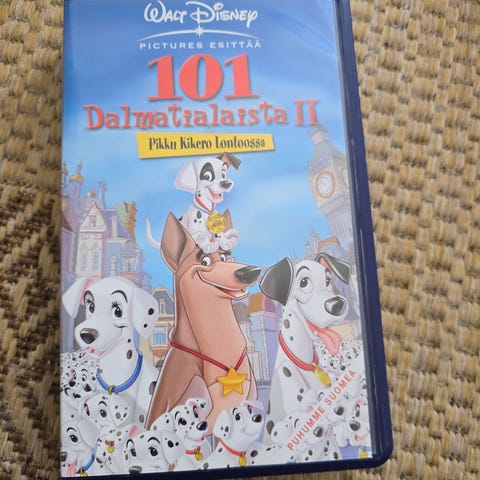 WALT DISNEY
PICTURES ESITTÄÄ
101
Dalmatialaista II
Pikku Kikero Lontoossa
PUHUMME SUOMEA